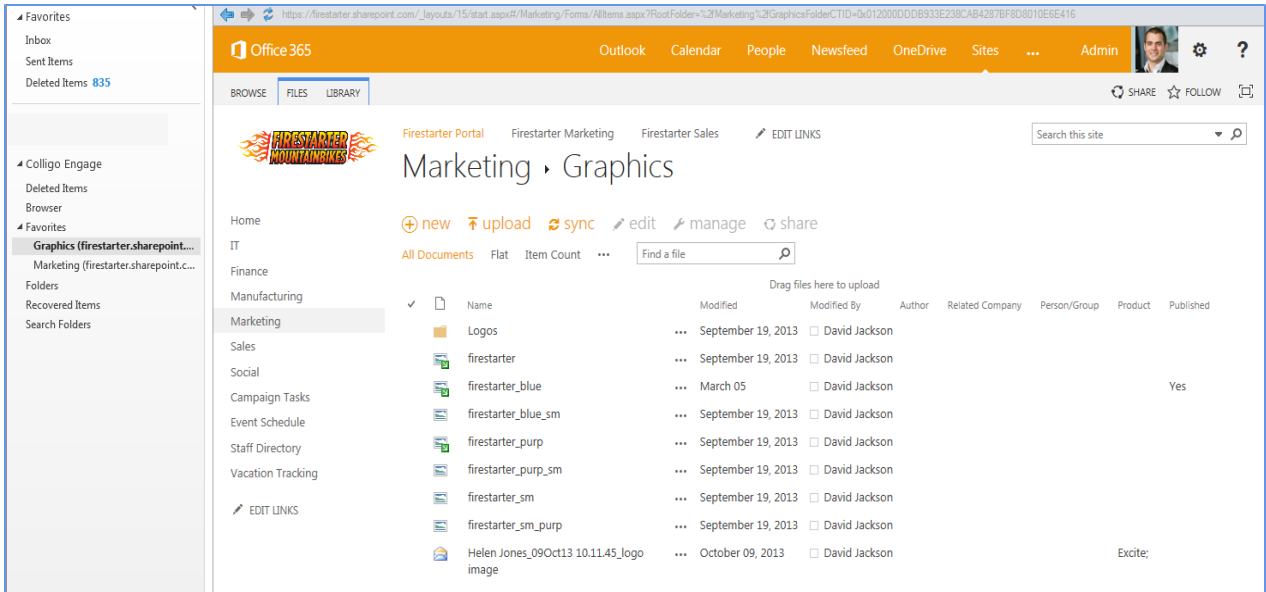 Favorites
Inbox
Sent Items
Deleted Items 835
Colligo Engage
Deleted Items
Browser
Favorites
Graphics (firestarter.sharepoint....
Marketing (firestarter.sharepoint.c...
Folders
Recovered Items
Search Folders
https://firestarter.sharepoint.com/_layouts/15/start.aspx#/Marketing/Forms/AllItems.aspx?RootFolder=%2fMarketing%2fGraphicsFolderCTID=0x012000DDDB933E238CAB4287BF8D8010E6E416
Office 365 Outlook Calendar People Newsfeed OneDrive Sites ... Admin ?
BROWSE FILES LIBRARY SHARE FOLLOW
FIRESTARTER
MOUNTAINBIKES
Firestarter Portal Firestarter Marketing Firestarter Sales EDIT LINKS
Search this site
Marketing Graphics
Home
IT
Finance
Manufacturing
Marketing
Sales
Social
Campaign Tasks
Event Schedule
Staff Directory
Vacation Tracking
EDIT LINKS
new upload sync edit manage share
All Documents Flat Item Count ... Find a file
Drag files here to upload
Name Modified Modified By Author Related Company Person/Group Product Published
Logos ... September 19, 2013 David Jackson
firestarter ... September 19, 2013 David Jackson
firestarter_blue ... March 05 David Jackson Yes
firestarter_blue_sm ... September 19, 2013 David Jackson
firestarter_purp ... September 19, 2013 David Jackson
firestarter_purp_sm ... September 19, 2013 David Jackson
firestarter_sm ... September 19, 2013 David Jackson
firestarter_sm_purp ... September 19, 2013 David Jackson
Helen Jones_09Oct13 10.11.45_logo ... October 09, 2013 David Jackson Excite;
image